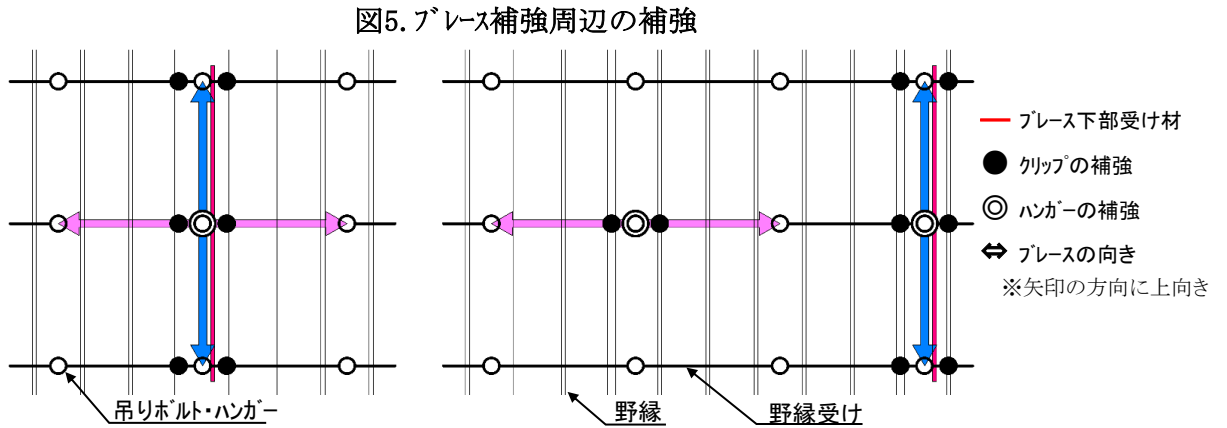 図5.ﾌﾞﾚｰｽ補強周辺の補強
ﾌﾞﾚｰｽ下部受け材
ｸﾘｯﾌﾟの補強
ﾊﾝｶﾞｰの補強
ﾌﾞﾚｰｽの向き
※矢印の方向に上向き
吊りﾎﾞﾙﾄ・ﾊﾝｶﾞｰ
野縁
野縁受け